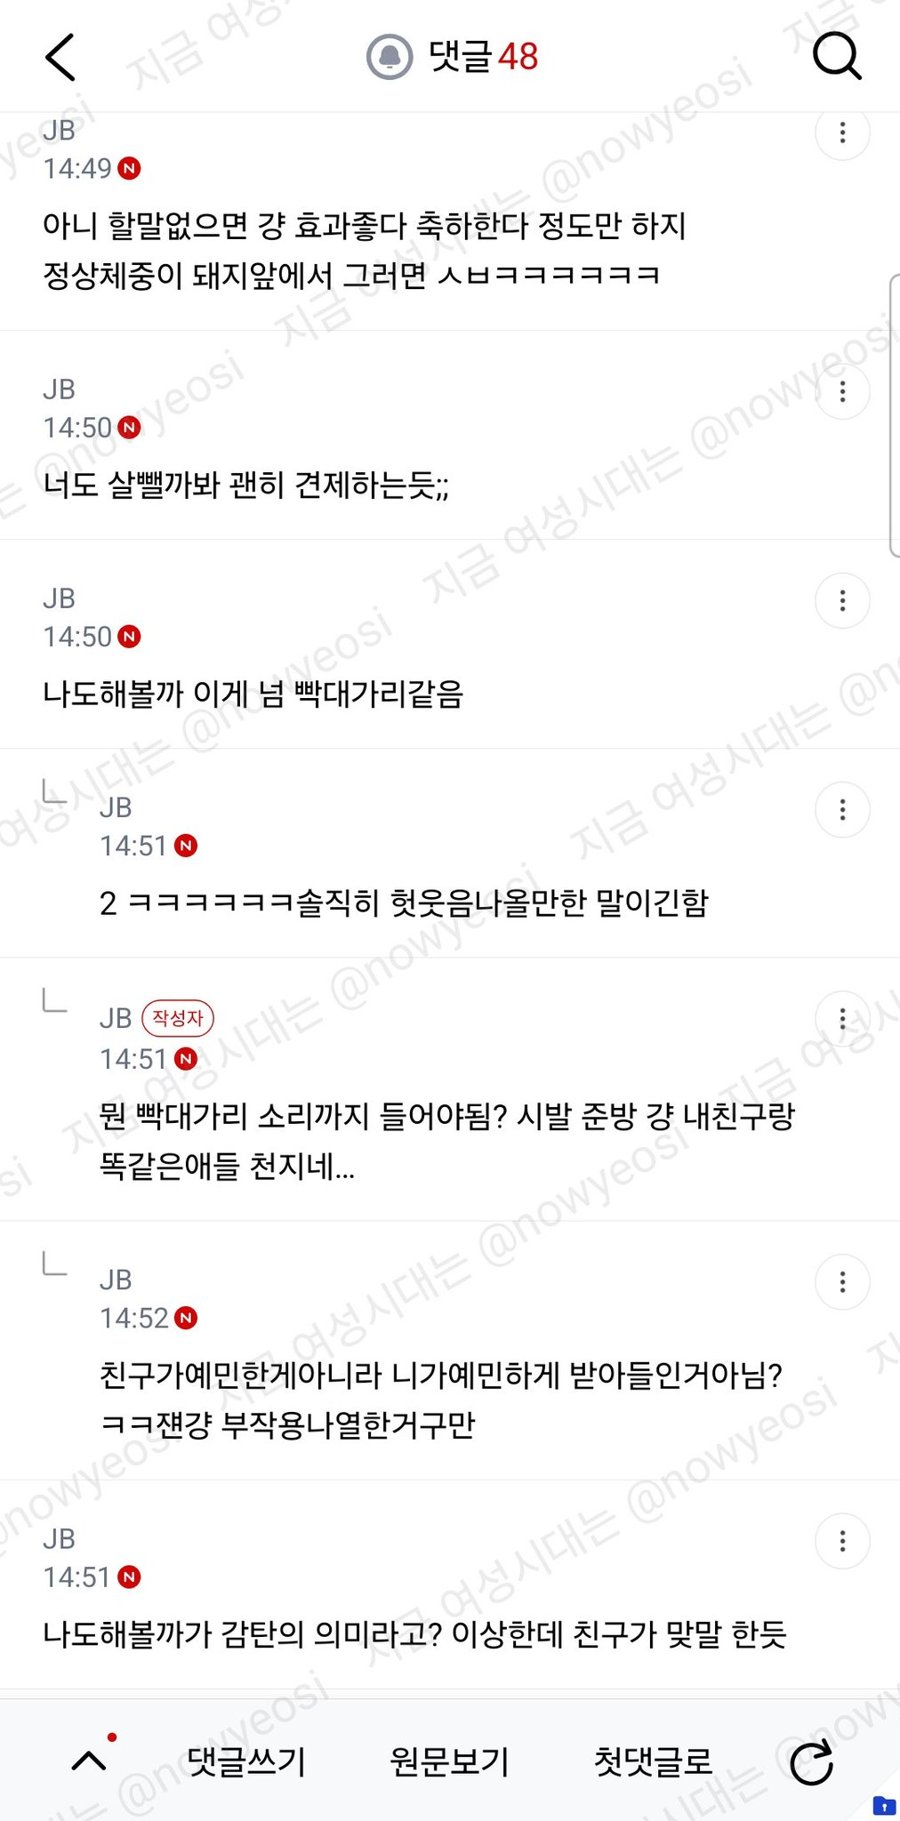 댓글 48
JB
14:49 N
아니 할말없으면 걍 효과좋다 축하한다 정도만 하지
정상체중이 돼지앞에서 그러면 ㅅㅂㅋㅋㅋㅋㅋㅋ
JB
14:50 N
너도 살뺄까봐 괜히 견제하는듯;;
JB
14:50 N
나도해볼까 이게 넘 빡대가리같음
JB
14:51 N
2 ㅋㅋㅋㅋㅋㅋ솔직히 헛웃음나올만한 말이긴함
JB 작성자
14:51 N
뭔 빡대가리 소리까지 들어야됨? 시발 준방 걍 내친구랑
똑같은애들 천지네...
JB
14:52 N
친구가예민한게아니라 니가예민하게 받아들인거아님?
ㅋㅋ쟨걍 부작용나열한거구만
JB
14:51 N
나도해볼까가 감탄의 의미라고? 이상한데 친구가 맞말 한듯
댓글쓰기 원문보기 첫댓글로
지금 여성시대는 @nowyeosi